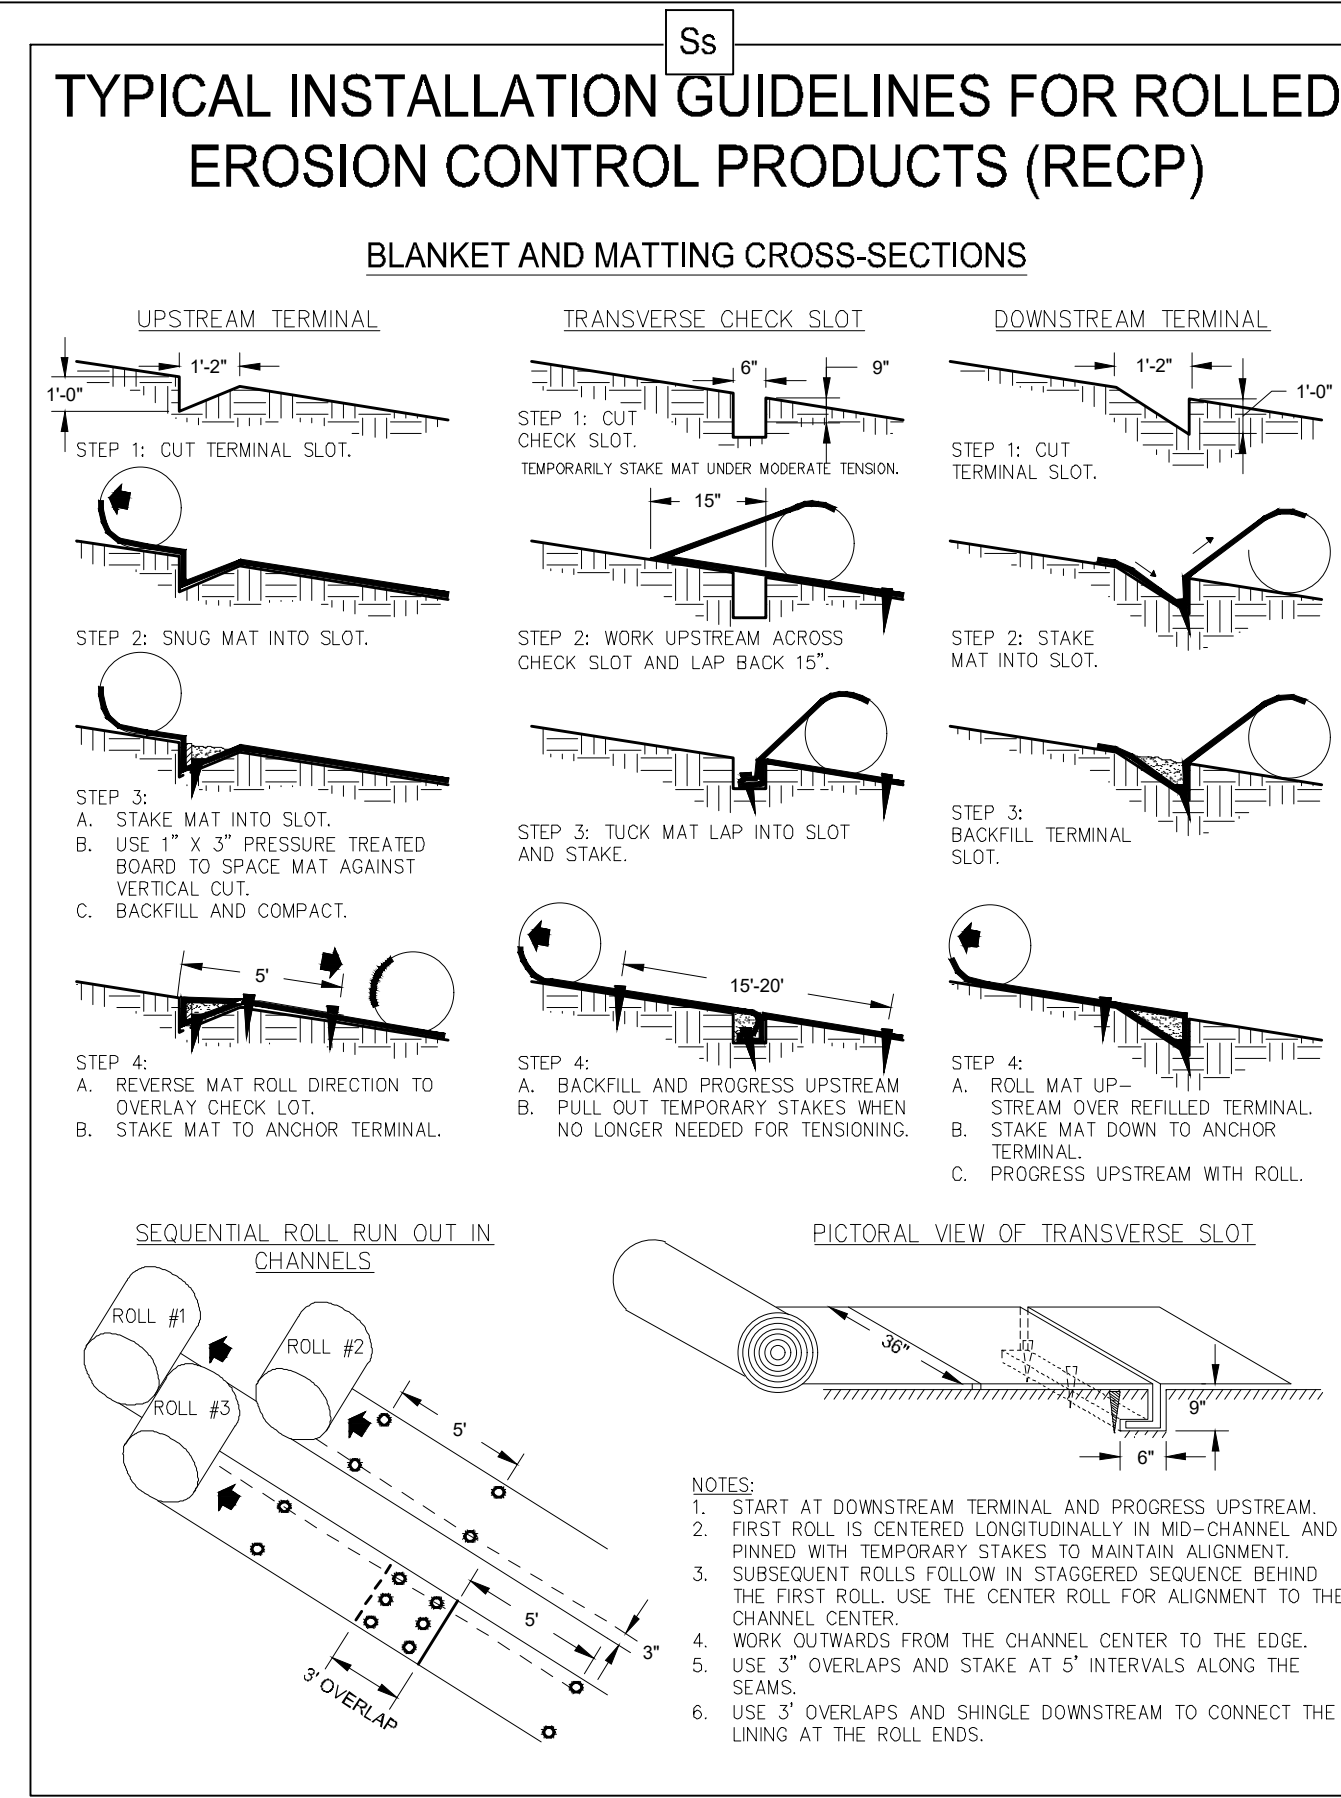 Ss
TYPICAL INSTALLATION GUIDELINES FOR ROLLED
EROSION CONTROL PRODUCTS (RECP)
BLANKET AND MATTING CROSS-SECTIONS
UPSTREAM TERMINAL
1'-2"
1'-0"
STEP 1: CUT TERMINAL SLOT.
STEP 2: SNUG MAT INTO SLOT.
STEP 3:
A. STAKE MAT INTO SLOT.
B. USE 1" X 3" PRESSURE TREATED
BOARD TO SPACE MAT AGAINST
VERTICAL CUT.
C. BACKFILL AND COMPACT.
5'
STEP 4:
A. REVERSE MAT ROLL DIRECTION TO
OVERLAY CHECK LOT.
B. STAKE MAT TO ANCHOR TERMINAL.
TRANSVERSE CHECK SLOT
6"
9"
STEP 1: CUT
CHECK SLOT.
TEMPORARILY STAKE MAT UNDER MODERATE TENSION.
15"
STEP 2: WORK UPSTREAM ACROSS
CHECK SLOT AND LAP BACK 15".
STEP 3: TUCK MAT LAP INTO SLOT
AND STAKE.
15'-20'
STEP 4:
A. BACKFILL AND PROGRESS UPSTREAM
B. PULL OUT TEMPORARY STAKES WHEN
NO LONGER NEEDED FOR TENSIONING.
DOWNSTREAM TERMINAL
1'-2"
1'-0"
STEP 1: CUT
TERMINAL SLOT.
STEP 2: STAKE
MAT INTO SLOT.
STEP 3:
BACKFILL TERMINAL
SLOT.
STEP 4:
A. ROLL MAT UP-
STREAM OVER REFILLED TERMINAL.
B. STAKE MAT DOWN TO ANCHOR
TERMINAL.
C. PROGRESS UPSTREAM WITH ROLL.
SEQUENTIAL ROLL RUN OUT IN
CHANNELS
ROLL #1
ROLL #2
ROLL #3
5'
5'
3"
3' OVERLAP
PICTORAL VIEW OF TRANSVERSE SLOT
36"
9"
6"
NOTES:
1. START AT DOWNSTREAM TERMINAL AND PROGRESS UPSTREAM.
2. FIRST ROLL IS CENTERED LONGITUDINALLY IN MID-CHANNEL AND
PINNED WITH TEMPORARY STAKES TO MAINTAIN ALIGNMENT.
3. SUBSEQUENT ROLLS FOLLOW IN STAGGERED SEQUENCE BEHIND
THE FIRST ROLL. USE THE CENTER ROLL FOR ALIGNMENT TO THE
CHANNEL CENTER.
4. WORK OUTWARDS FROM THE CHANNEL CENTER TO THE EDGE.
5. USE 3" OVERLAPS AND STAKE AT 5' INTERVALS ALONG THE
SEAMS.
6. USE 3' OVERLAPS AND SHINGLE DOWNSTREAM TO CONNECT THE
LINING AT THE ROLL ENDS.